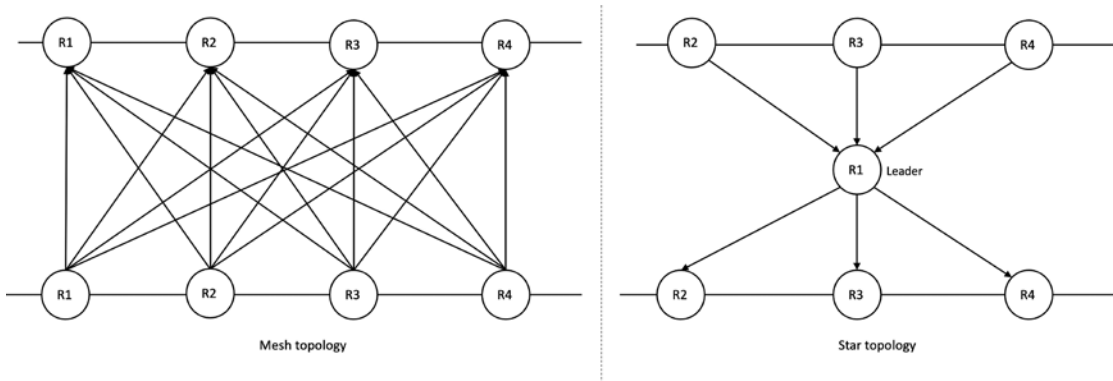 R1 R2 R3 R4
R1 R2 R3 R4
Mesh topology
R2 R3 R4
R1 Leader
R2 R3 R4
Star topology